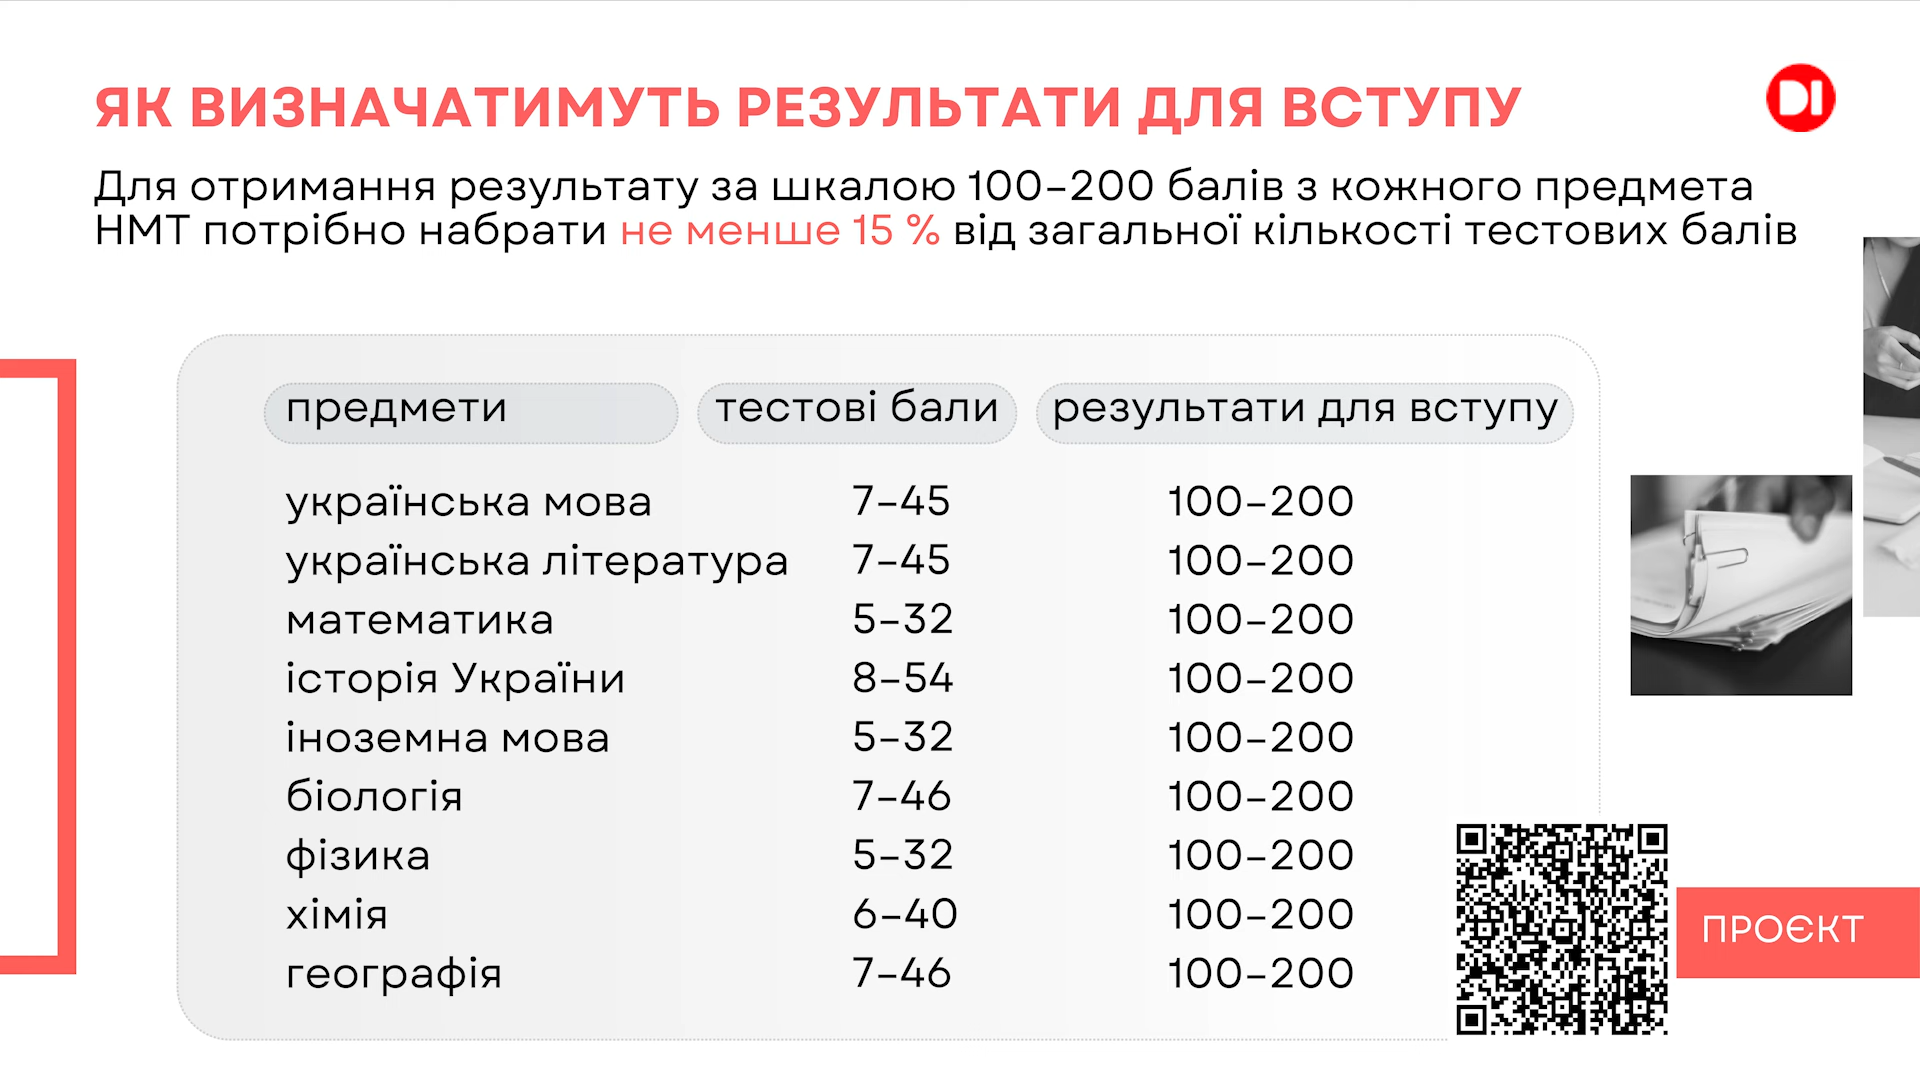 ЯК ВИЗНАЧАТИМУТЬ РЕЗУЛЬТАТИ ДЛЯ ВСТУПУ
DI
Для отримання результату за шкалою 100–200 балів з кожного предмета
НМТ потрібно набрати не менше 15 % від загальної кількості тестових балів
предмети тестові бали результати для вступу
українська мова 7–45 100–200
українська література 7–45 100–200
математика 5–32 100–200
історія України 8–54 100–200
іноземна мова 5–32 100–200
біологія 7–46 100–200
фізика 5–32 100–200
хімія 6–40 100–200
географія 7–46 100–200
ПРОЄКТ